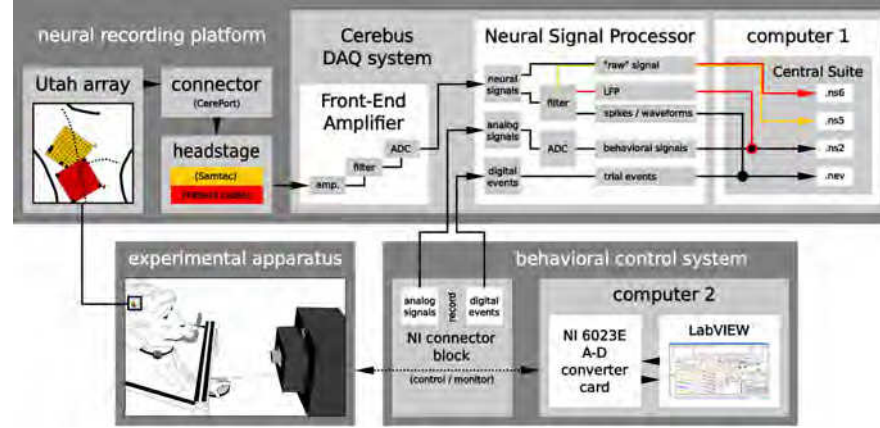 neural recording platform
Utah array
connector
(CerePort)
headstage
(Samtec)
Cerebus
DAQ system
Front-End
Amplifier
amp.
filter
ADC
Neural Signal Processor
neural
signals
filter
"raw" signal
LFP
spikes / waveforms
analog
signals
ADC
behavioral signals
digital
events
trial events
computer 1
Central Suite
.ns6
.ns5
.ns2
.nev
experimental apparatus
behavioral control system
analog
signals
record
digital
events
NI connector
block
(control / monitor)
computer 2
NI 6023E
A-D
converter
card
LabVIEW